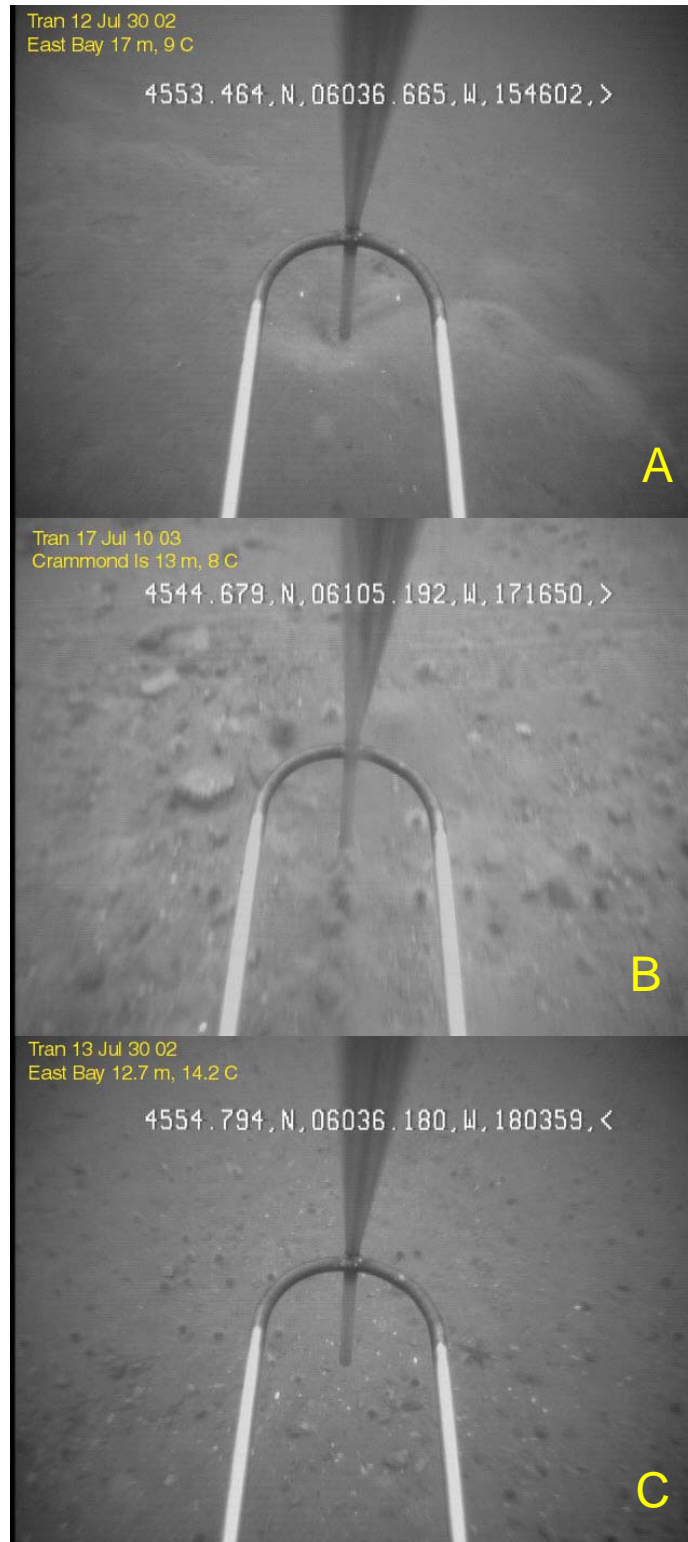 Tran 12 Jul 30 02
East Bay 17 m, 9 C
4553.464,N,06036.665,W,154602,>
A
Tran 17 Jul 10 03
Crammond Is 13 m, 8 C
4544.679,N,06105.192,W,171650,>
B
Tran 13 Jul 30 02
East Bay 12.7 m, 14.2 C
4554.794,N,06036.180,W,180359,<
C